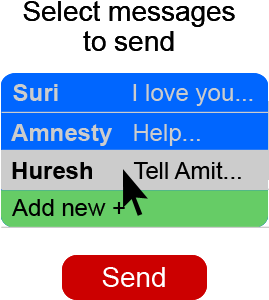 Select messages
to send
Suri I love you...
Amnesty Help...
Huresh Tell Amit...
Add new +
Send